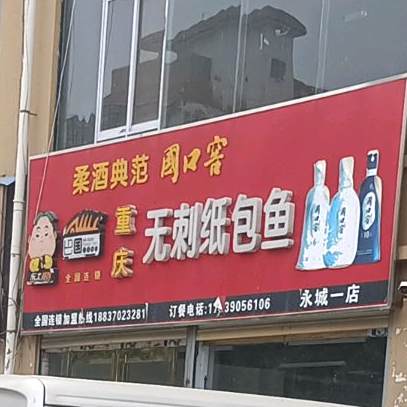 柔酒典范 國口窖
重庆
无刺纸包鱼
全国连锁
全国连锁加盟热线18837023281 订餐电话:17 39056106 永城一店